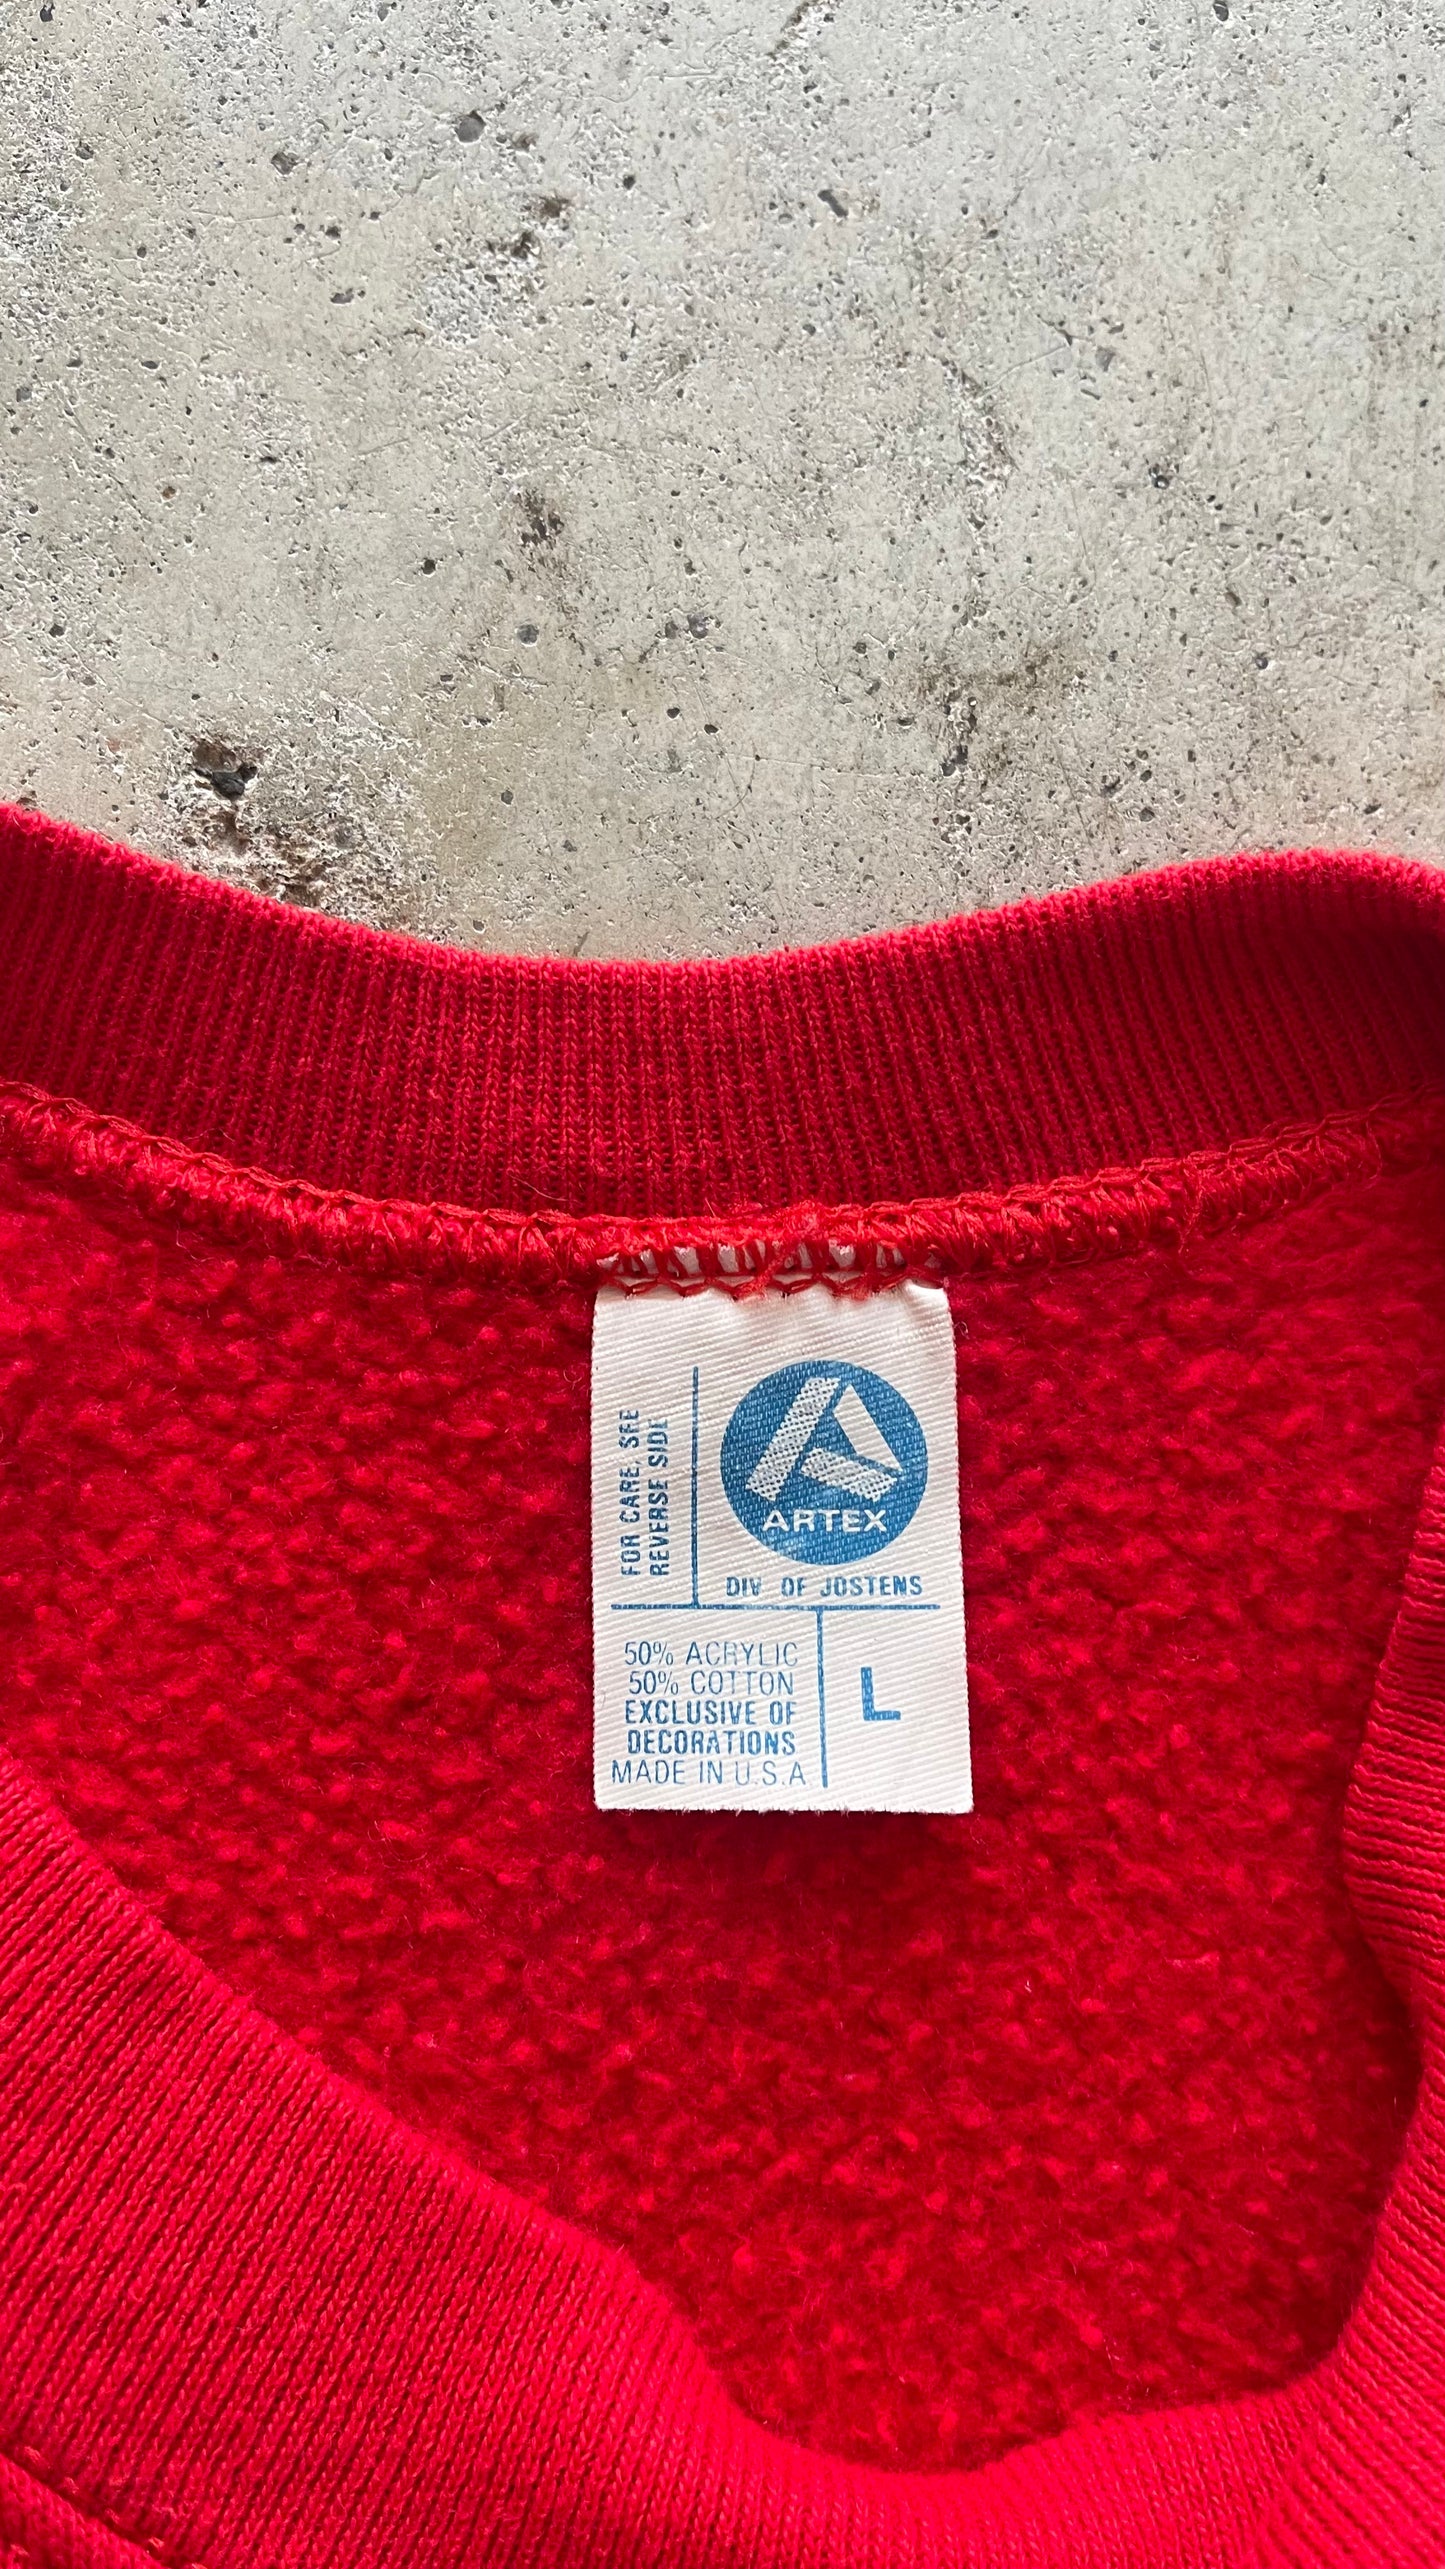 FOR CARE, SEE
REVERSE SIDE
ARTEX
DIV. OF JOSTENS
50% ACRYLIC
50% COTTON
EXCLUSIVE OF
DECORATIONS
MADE IN U.S.A
L